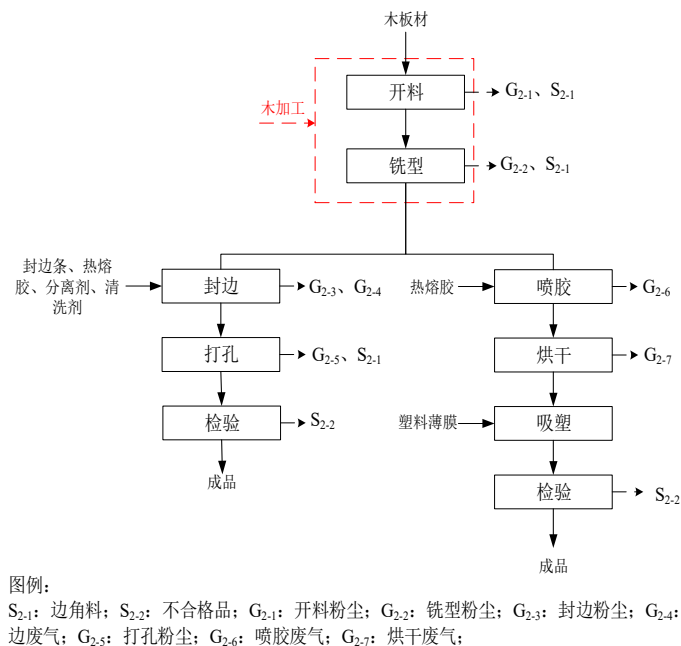 木板材
开料
G2-1、S2-1
木加工
铣型
G2-2、S2-1
封边条、热熔
胶、分离剂、清
洗剂
封边
G2-3、G2-4
热熔胶
喷胶
G2-6
打孔
G2-5、S2-1
烘干
G2-7
检验
S2-2
塑料薄膜
吸塑
成品
检验
S2-2
成品
图例：
S2-1：边角料；S2-2：不合格品；G2-1：开料粉尘；G2-2：铣型粉尘；G2-3：封边粉尘；G2-4：
边废气；G2-5：打孔粉尘；G2-6：喷胶废气；G2-7：烘干废气；